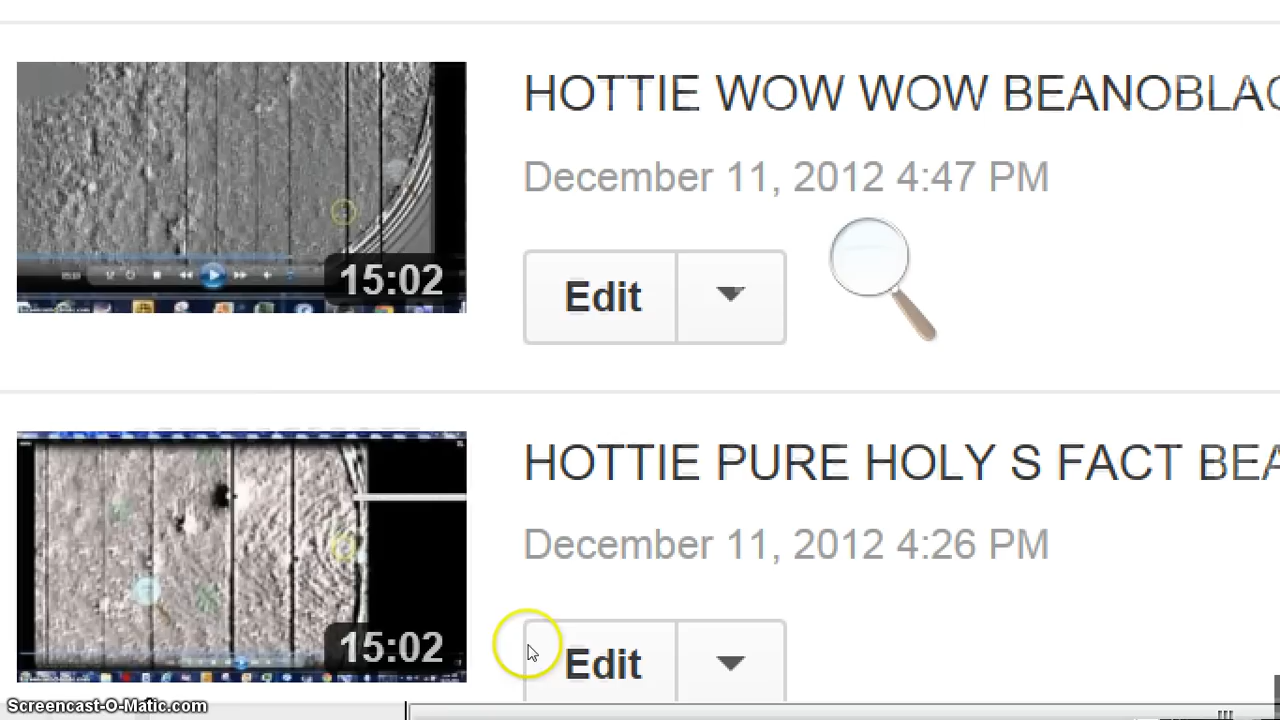 HOTTIE WOW WOW BEANOBLAC
December 11, 2012 4:47 PM
15:02
Edit
HOTTIE PURE HOLY S FACT BEA
December 11, 2012 4:26 PM
15:02
Edit
Screencast-O-Matic.com